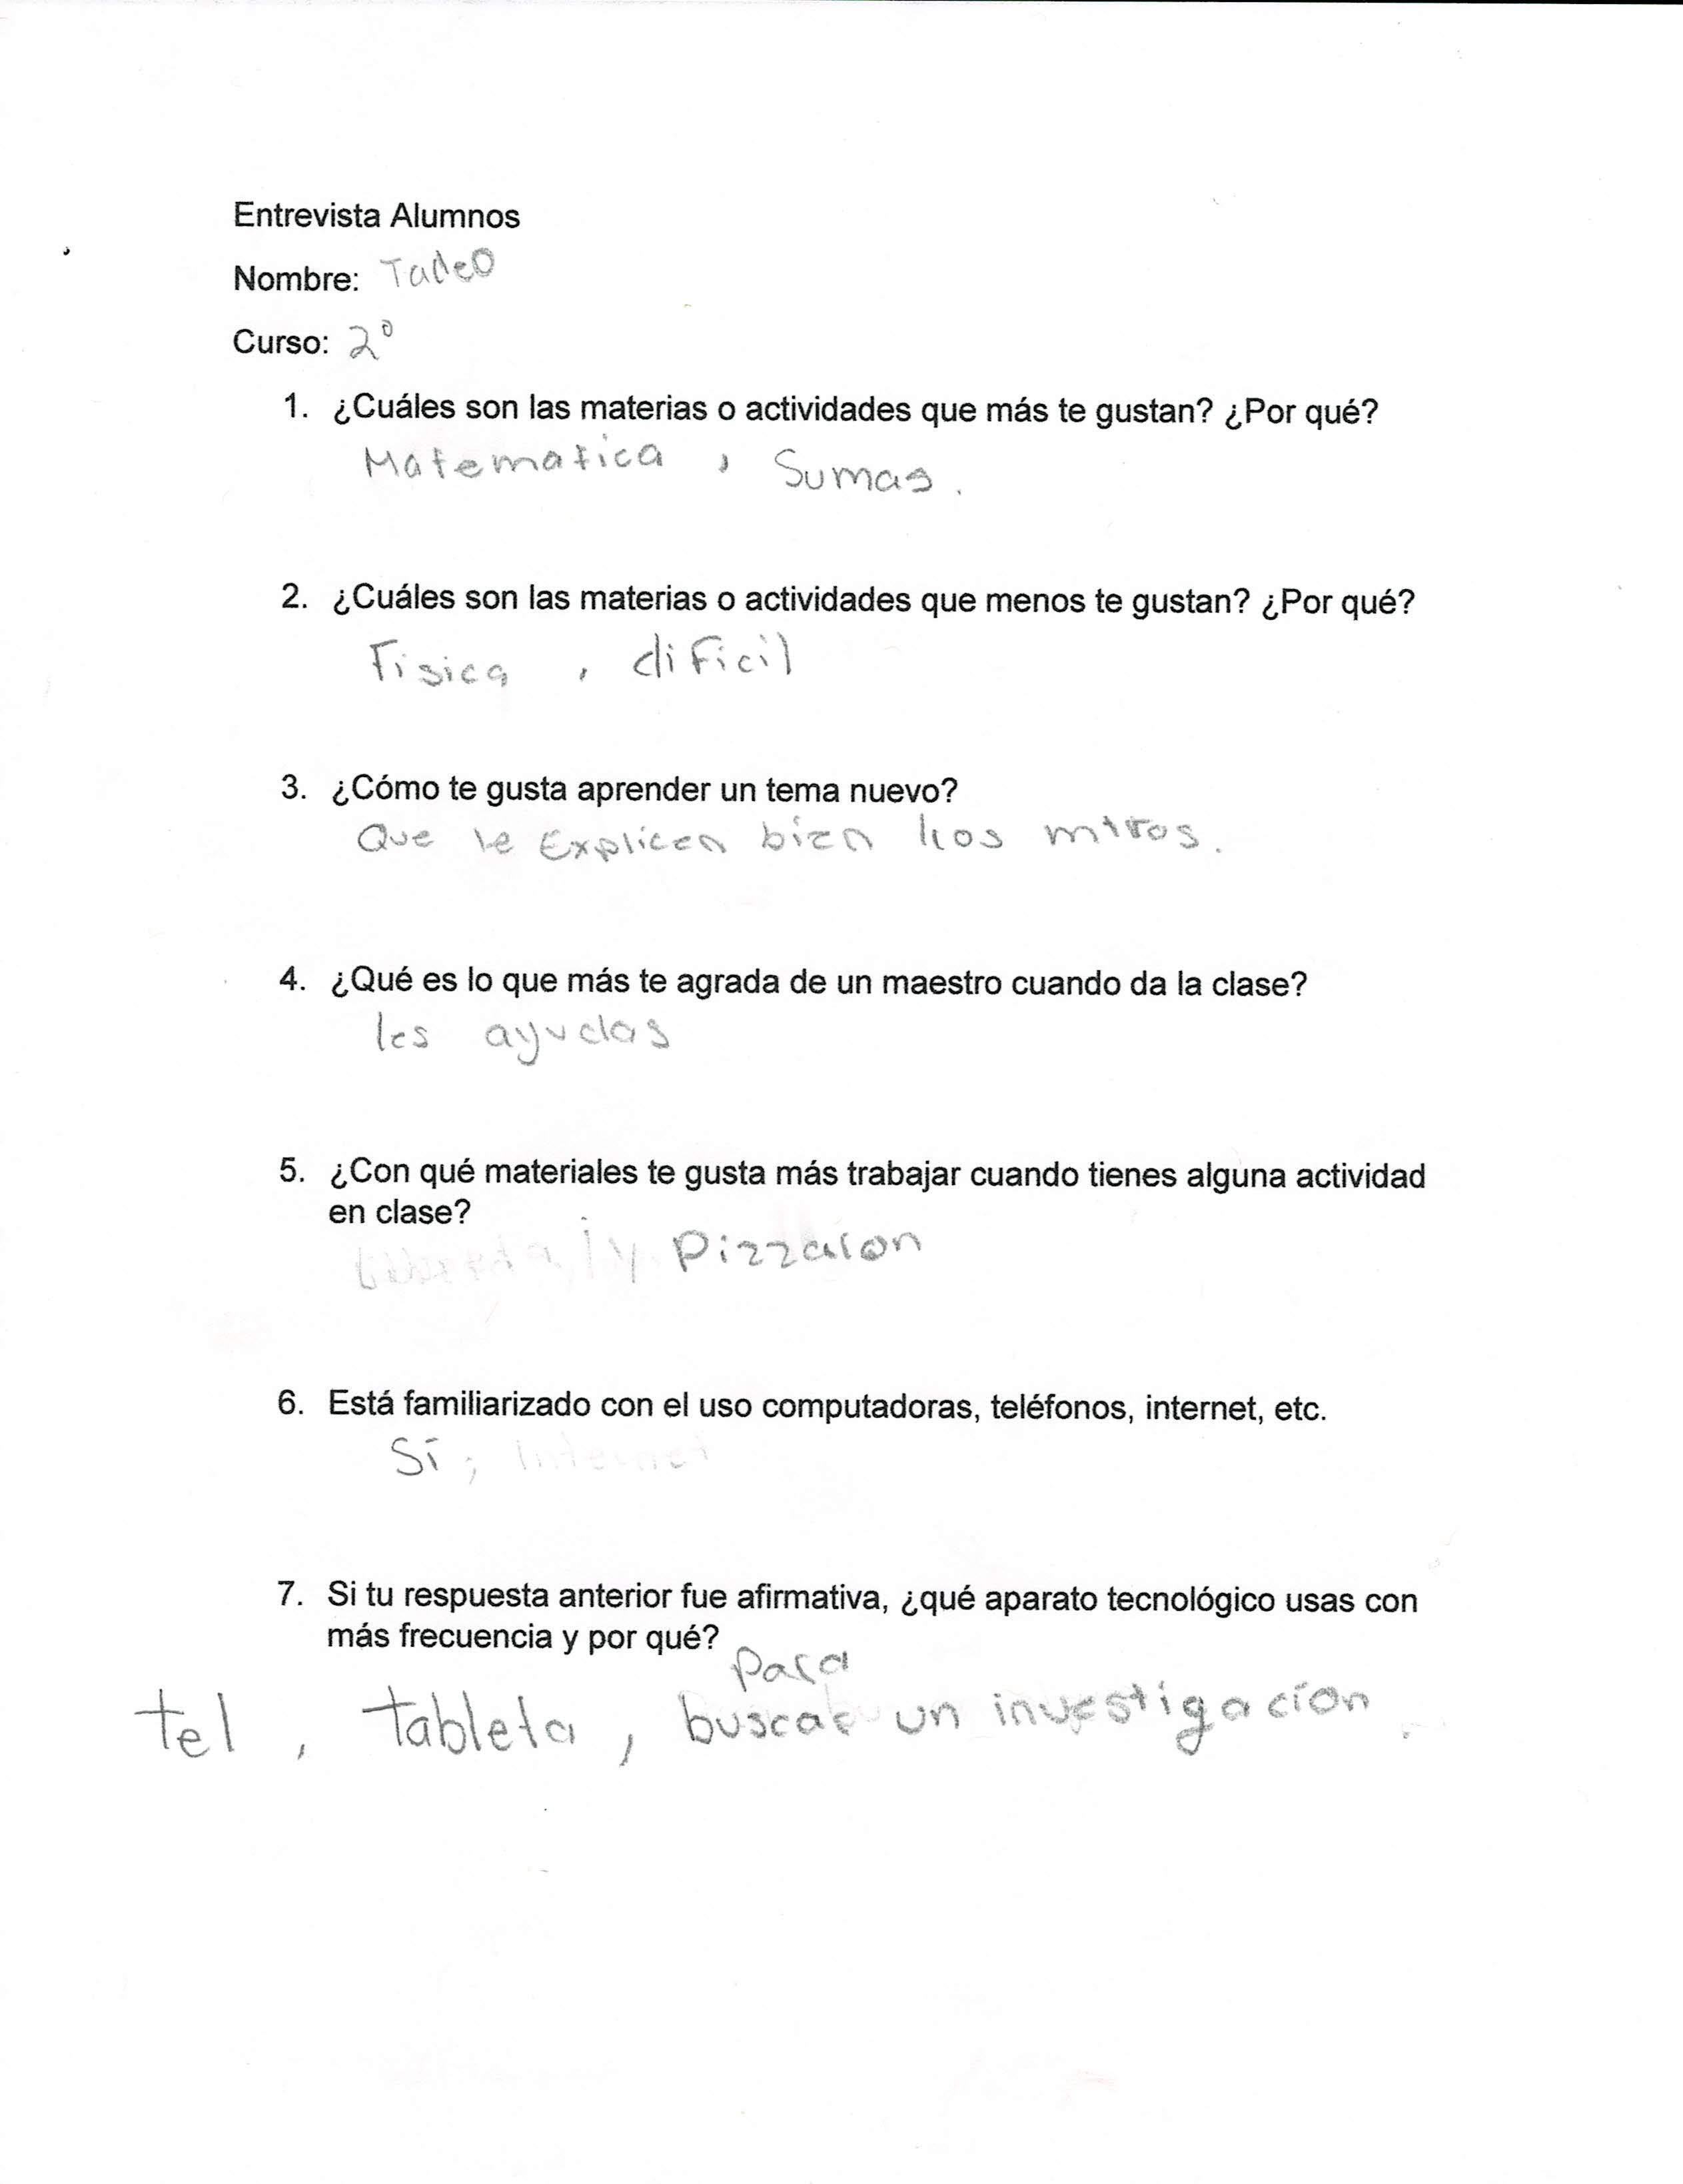 Entrevista Alumnos
Nombre: Tadeo
Curso: 2º
1. ¿Cuáles son las materias o actividades que más te gustan? ¿Por qué?
Matematica , Sumas.
2. ¿Cuáles son las materias o actividades que menos te gustan? ¿Por qué?
Fisica , dificil
3. ¿Cómo te gusta aprender un tema nuevo?
Que le Explicen bien los
4. ¿Qué es lo que más te agrada de un maestro cuando da la clase?
les ayudas
5. ¿Con qué materiales te gusta más trabajar cuando tienes alguna actividad
en clase?
y Pizzaron
6. Está familiarizado con el uso computadoras, teléfonos, internet, etc.
Sí ; Internet
7. Si tu respuesta anterior fue afirmativa, ¿qué aparato tecnológico usas con
más frecuencia y por qué?
Para
tel , tableta , buscar un investigacíon .